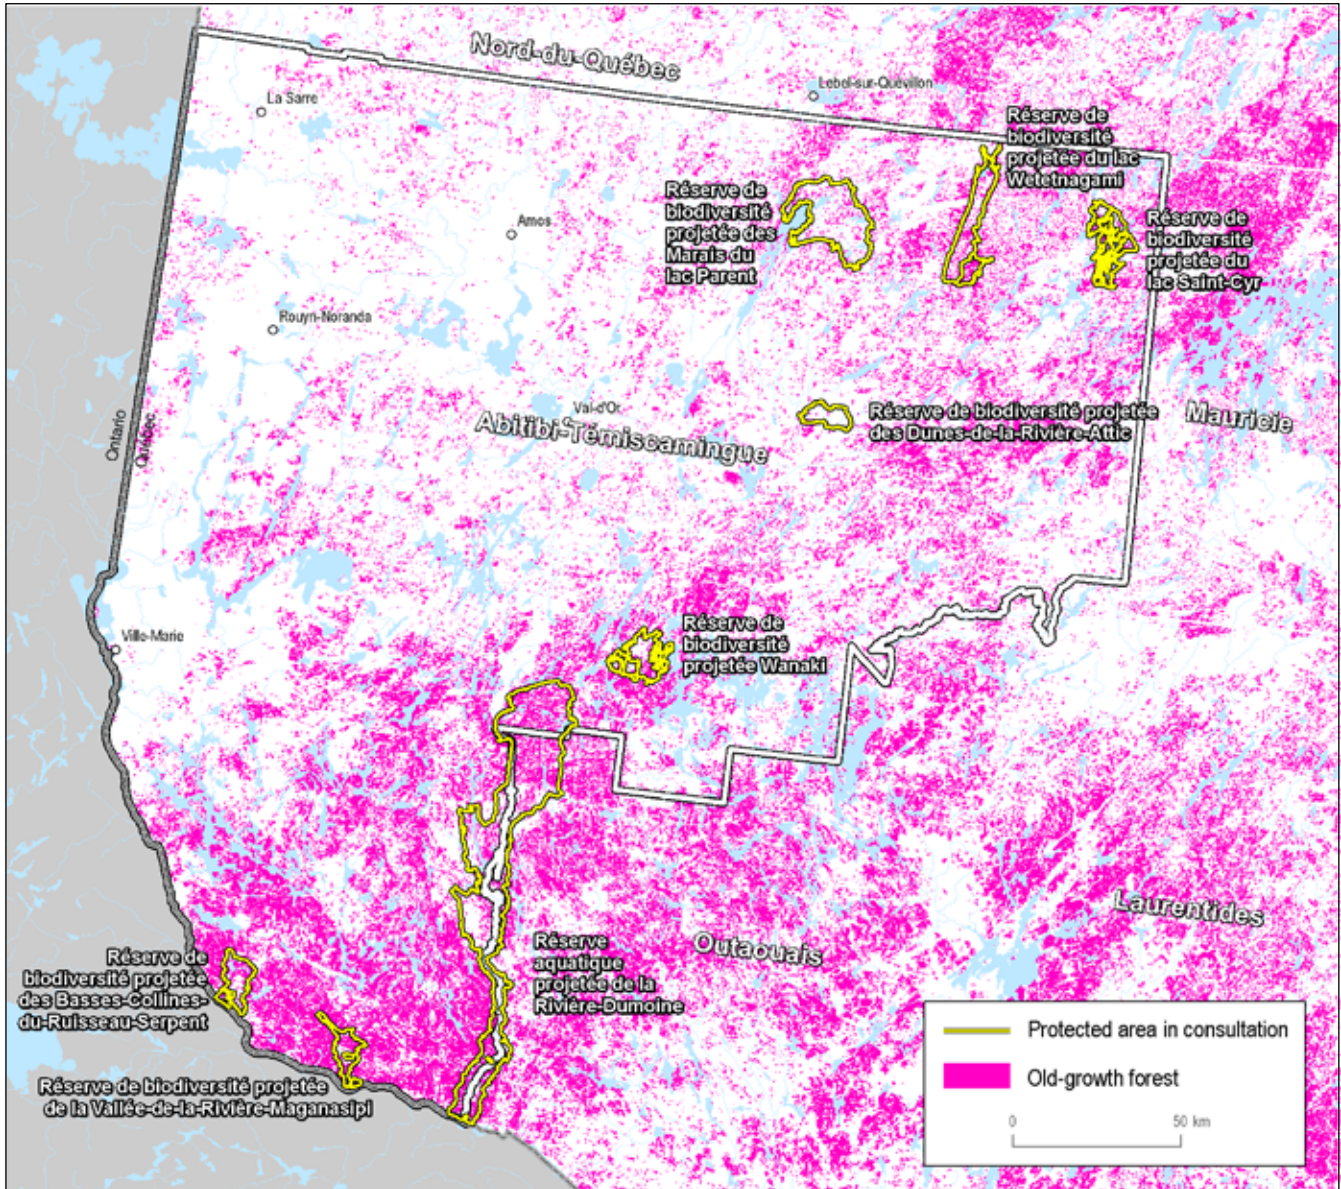 Nord-du-Québec
Lebel-sur-Quévillon
La Sarre
Réserve de
biodiversité
projetée du lac
Wetetnagami
Réserve de
biodiversité
projetée des
Marais du
lac Parent
Amos
Réserve de
biodiversité
projetée du
lac Saint-Cyr
Rouyn-Noranda
Ontario
Québec
Val-d'Or
Abitibi-Témiscamingue
Réserve de biodiversité projetée
des Dunes-de-la-Rivière-Attic
Mauricie
Ville-Marie
Réserve de
biodiversité
projetée Wanaki
Laurentides
Outaouais
Réserve
aquatique
projetée de la
Rivière-Dumoine
Réserve de
biodiversité projetée
des Basses-Collines-
du-Ruisseau-Serpent
Réserve de biodiversité projetée
de la Vallée-de-la-Rivière-Maganasipi
Protected area in consultation
Old-growth forest
0 50 km